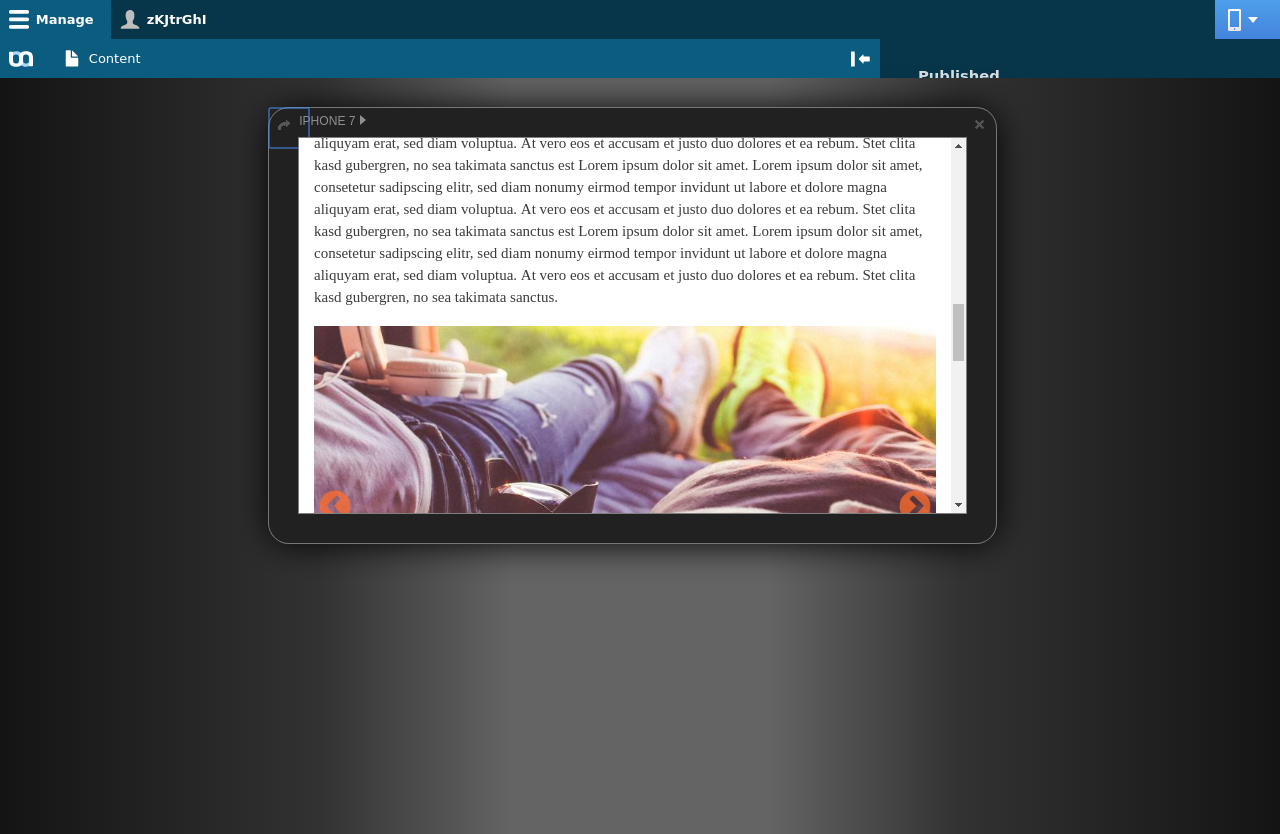 Manage
zKJtrGhI
Content
Published
IPHONE 7
aliquyam erat, sed diam voluptua. At vero eos et accusam et justo duo dolores et ea rebum. Stet clita
kasd gubergren, no sea takimata sanctus est Lorem ipsum dolor sit amet. Lorem ipsum dolor sit amet,
consetetur sadipscing elitr, sed diam nonumy eirmod tempor invidunt ut labore et dolore magna
aliquyam erat, sed diam voluptua. At vero eos et accusam et justo duo dolores et ea rebum. Stet clita
kasd gubergren, no sea takimata sanctus est Lorem ipsum dolor sit amet. Lorem ipsum dolor sit amet,
consetetur sadipscing elitr, sed diam nonumy eirmod tempor invidunt ut labore et dolore magna
aliquyam erat, sed diam voluptua. At vero eos et accusam et justo duo dolores et ea rebum. Stet clita
kasd gubergren, no sea takimata sanctus.